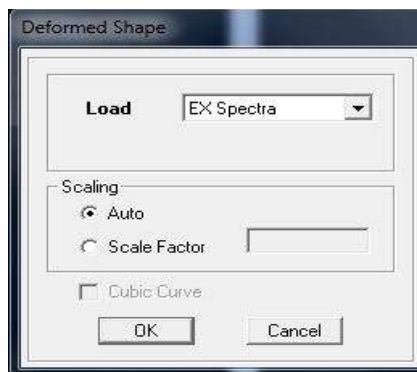 Deformed Shape
Load EX Spectra
Scaling
Auto
Scale Factor
Cubic Curve
OK Cancel